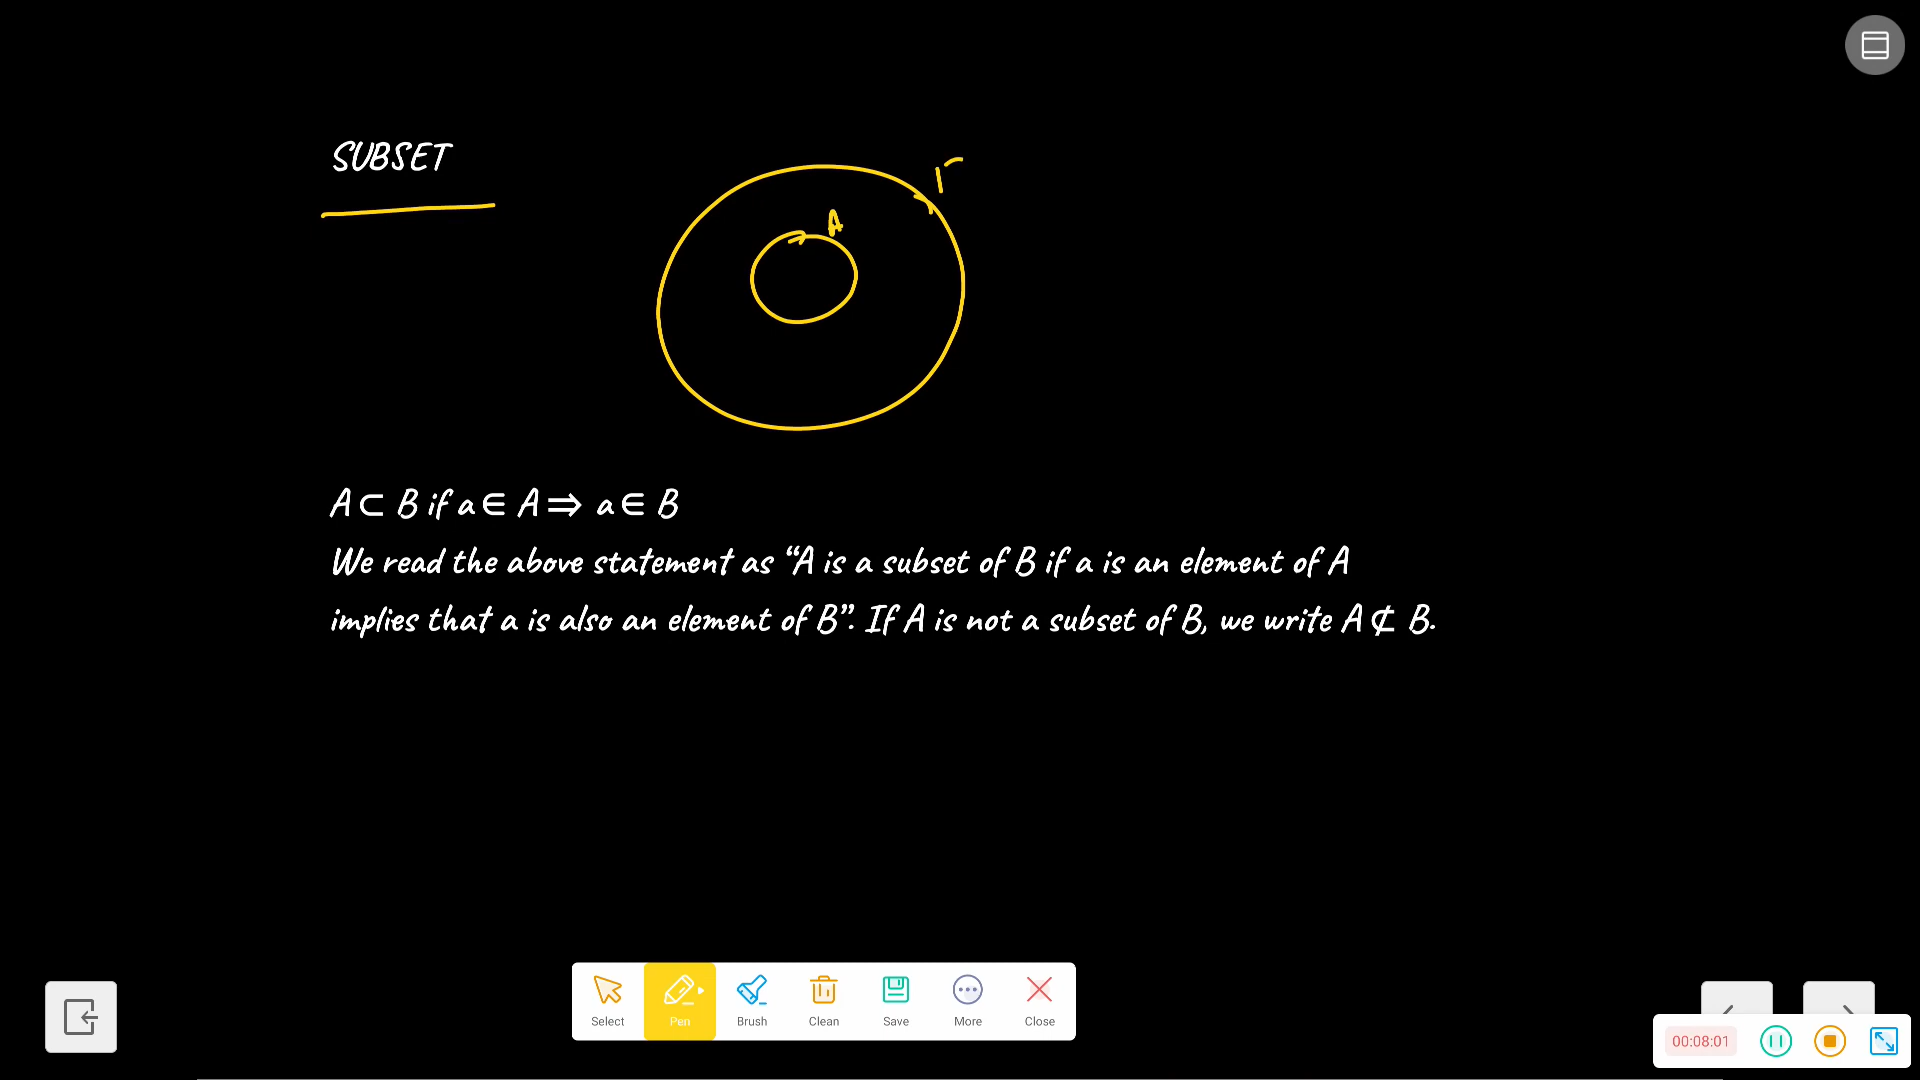 SUBSET
A
A ⊂ B if a ∈ A ⇒ a ∈ B
We read the above statement as “A is a subset of B if a is an element of A
implies that a is also an element of B”. If A is not a subset of B, we write A ⊄ B.
Select Pen Brush Clean Save More Close
00:08:01